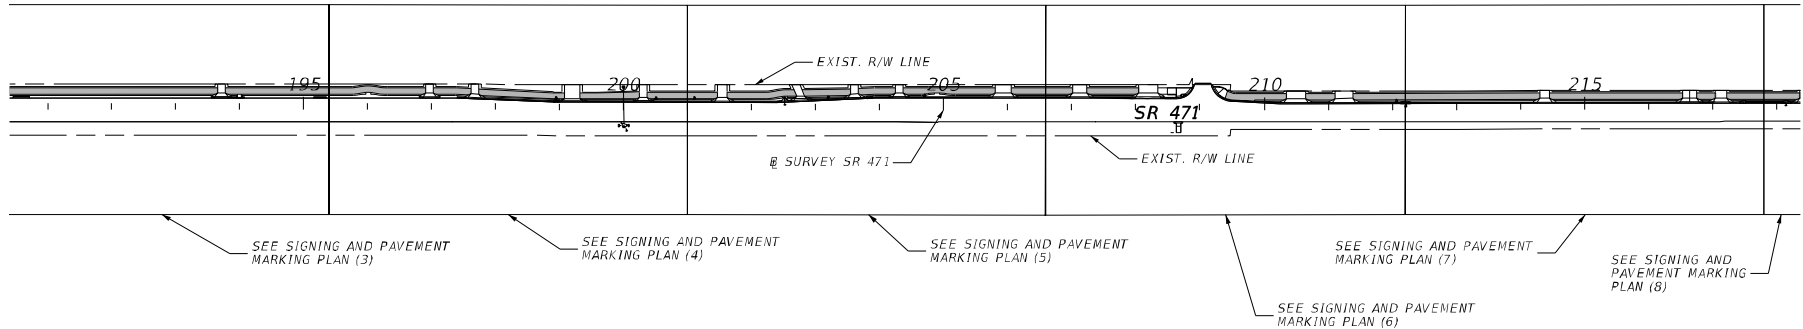 EXIST. R/W LINE
195
200
205
210
215
SR 471
℄ SURVEY SR 471
EXIST. R/W LINE
SEE SIGNING AND PAVEMENT
MARKING PLAN (3)
SEE SIGNING AND PAVEMENT
MARKING PLAN (4)
SEE SIGNING AND PAVEMENT
MARKING PLAN (5)
SEE SIGNING AND PAVEMENT
MARKING PLAN (6)
SEE SIGNING AND PAVEMENT
MARKING PLAN (7)
SEE SIGNING AND
PAVEMENT MARKING
PLAN (8)